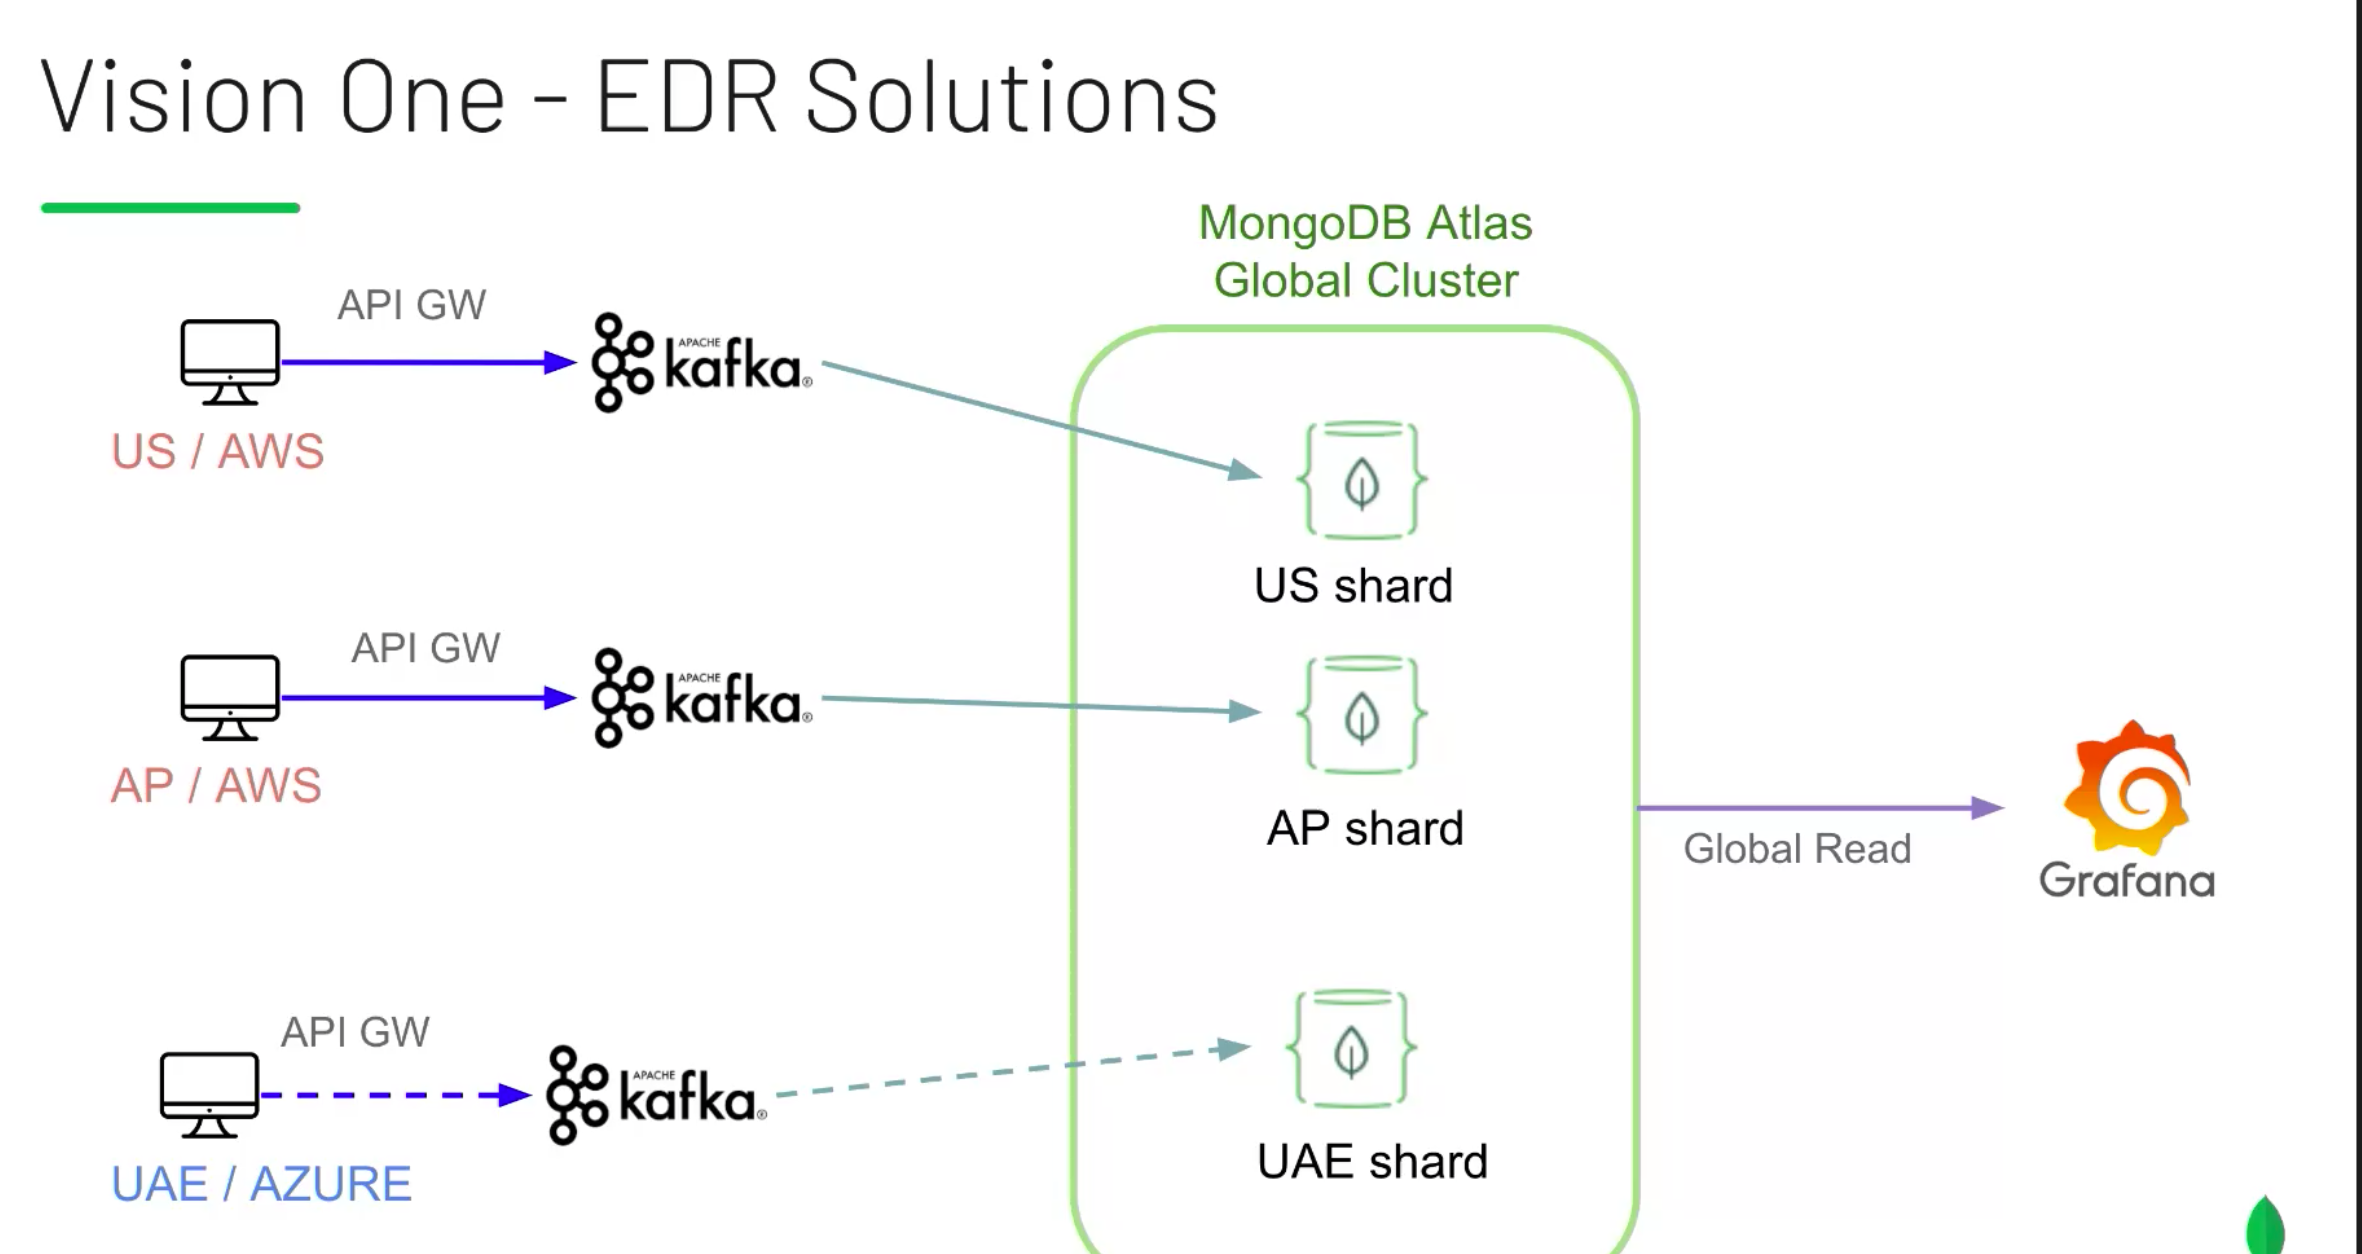 Vision One - EDR Solutions
MongoDB Atlas
Global Cluster
API GW
APACHE
kafka®
US / AWS
US shard
API GW
APACHE
kafka®
AP / AWS
AP shard
Global Read
Grafana
API GW
APACHE
kafka®
UAE / AZURE
UAE shard